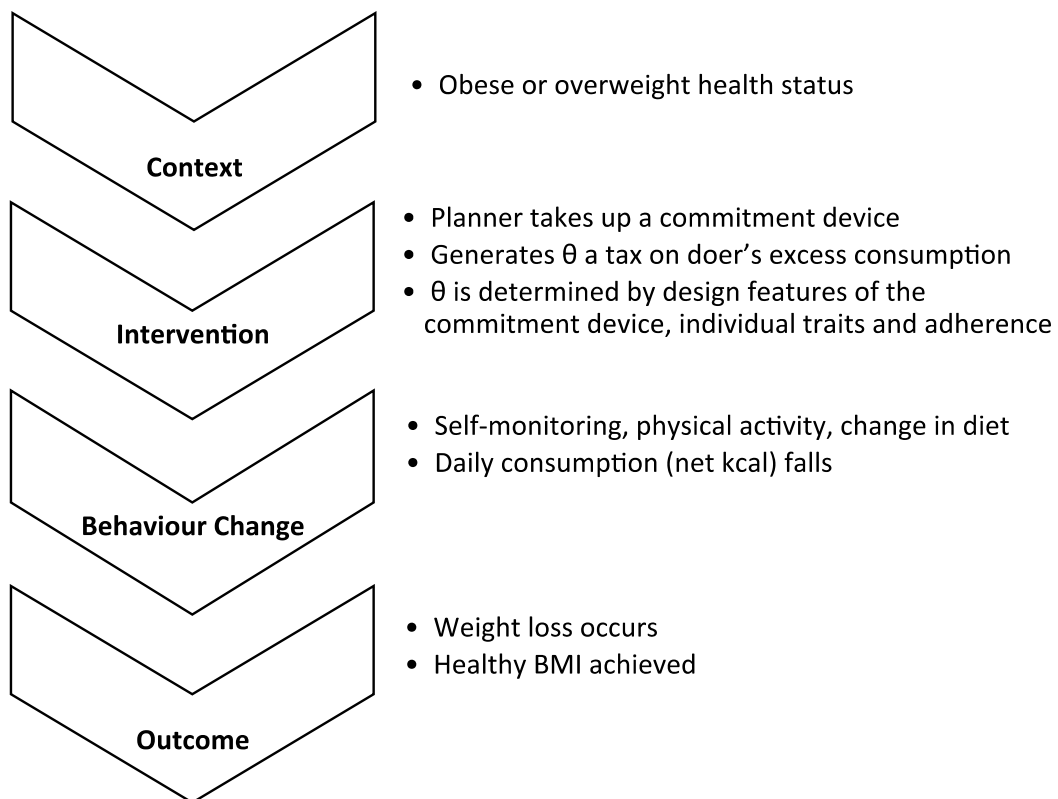 • Obese or overweight health status
Context
• Planner takes up a commitment device
• Generates θ a tax on doer’s excess consumption
• θ is determined by design features of the
commitment device, individual traits and adherence
Intervention
• Self-monitoring, physical activity, change in diet
• Daily consumption (net kcal) falls
Behaviour Change
• Weight loss occurs
• Healthy BMI achieved
Outcome